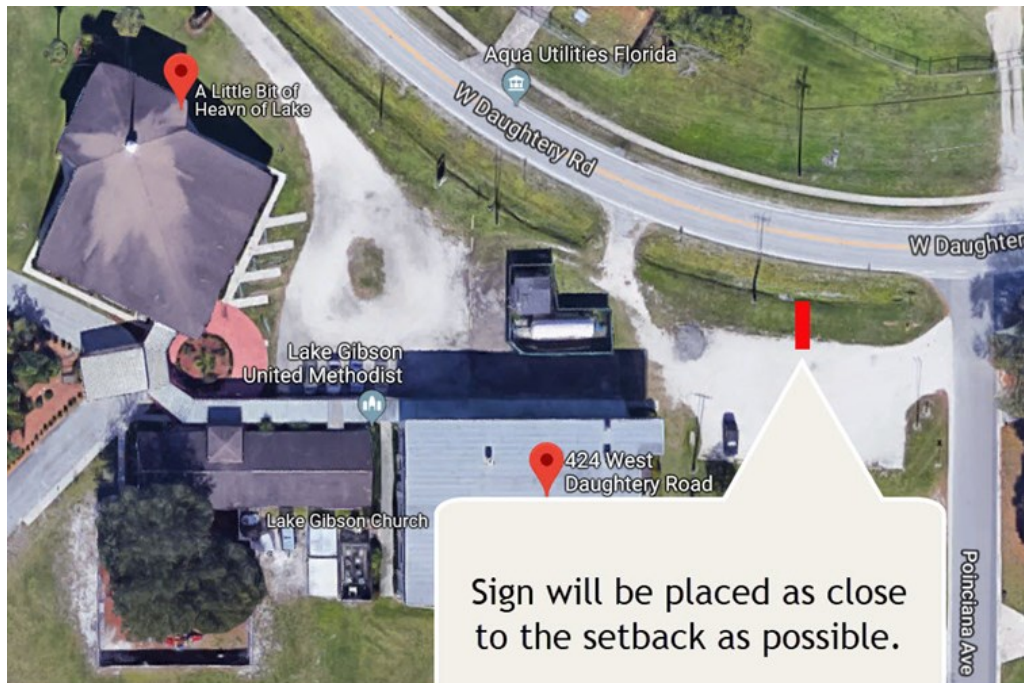 Aqua Utilities Florida
A Little Bit of
Heavn of Lake
W Daughtery Rd
W Daughter
Lake Gibson
United Methodist
424 West
Daughtery Road
Lake Gibson Church
Sign will be placed as close
to the setback as possible.
Poinciana Ave